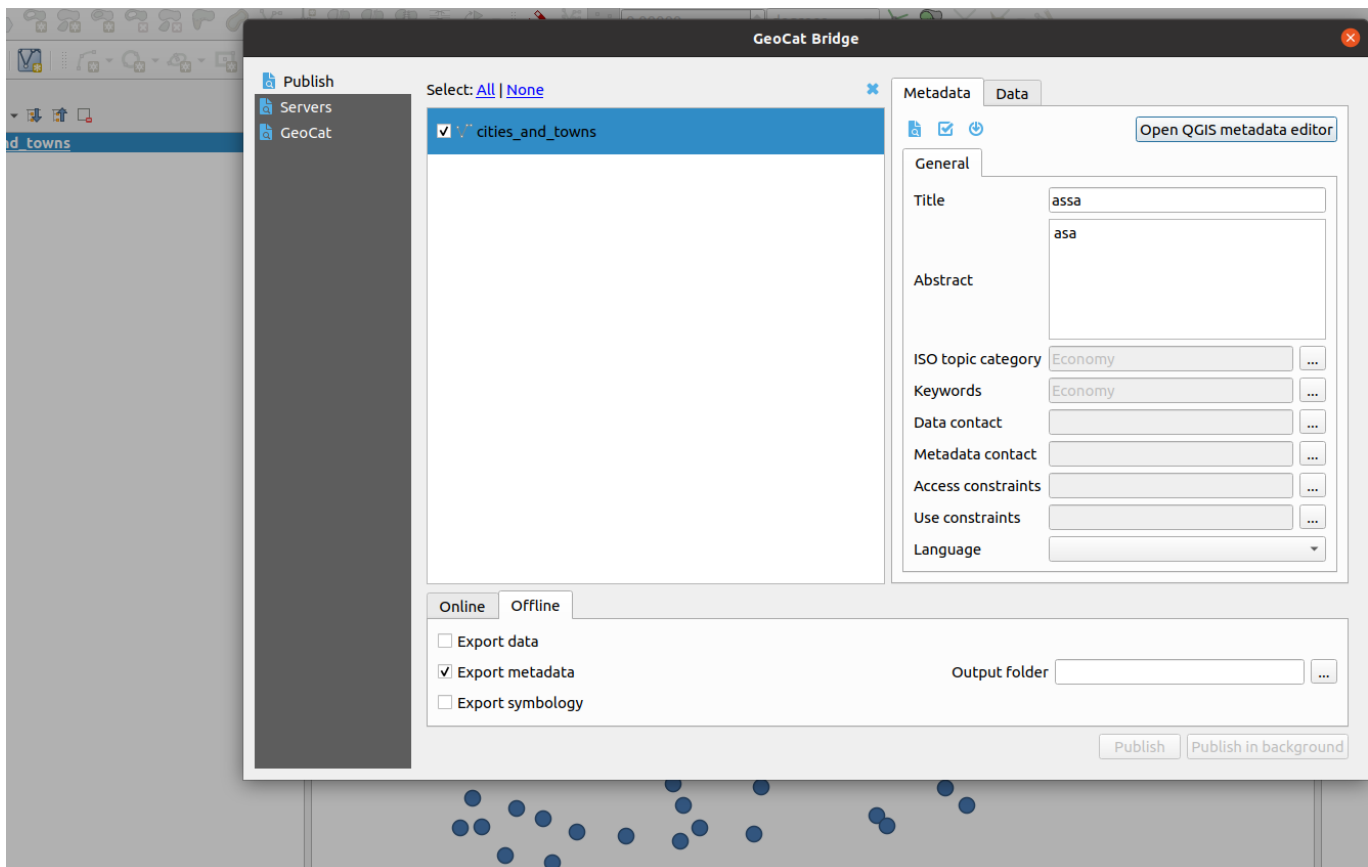 GeoCat Bridge
Publish
Servers
GeoCat
nd_towns
Select: All | None
cities_and_towns
Metadata
Data
Open QGIS metadata editor
General
Title
assa
Abstract
asa
ISO topic category
Economy
...
Keywords
Economy
...
Data contact
...
Metadata contact
...
Access constraints
...
Use constraints
...
Language
Online
Offline
Export data
Export metadata
Output folder
...
Export symbology
Publish
Publish in background